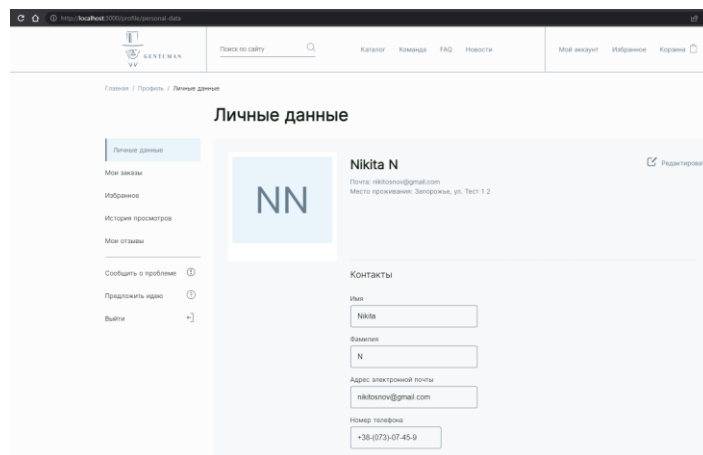 http://localhost:3000/profile/personal-data
GENTLMAN
Поиск по сайту
Каталог Команда FAQ Новости
Мой аккаунт Избранное Корзина
Главная / Профиль / Личные данные
Личные данные
Личные данные
Мои заказы
Избранное
История просмотров
Мои отзывы
Сообщить о проблеме
Предложить идею
Выйти
NN
Nikita N
Почта: nikitosnov@gmail.com
Место проживания: Запорожье, ул. Тест 1 2
Редактироват
Контакты
Имя
Nikita
Фамилия
N
Адрес электронной почты
nikitosnov@gmail.com
Номер телефона
+38-(073)-07-45-9